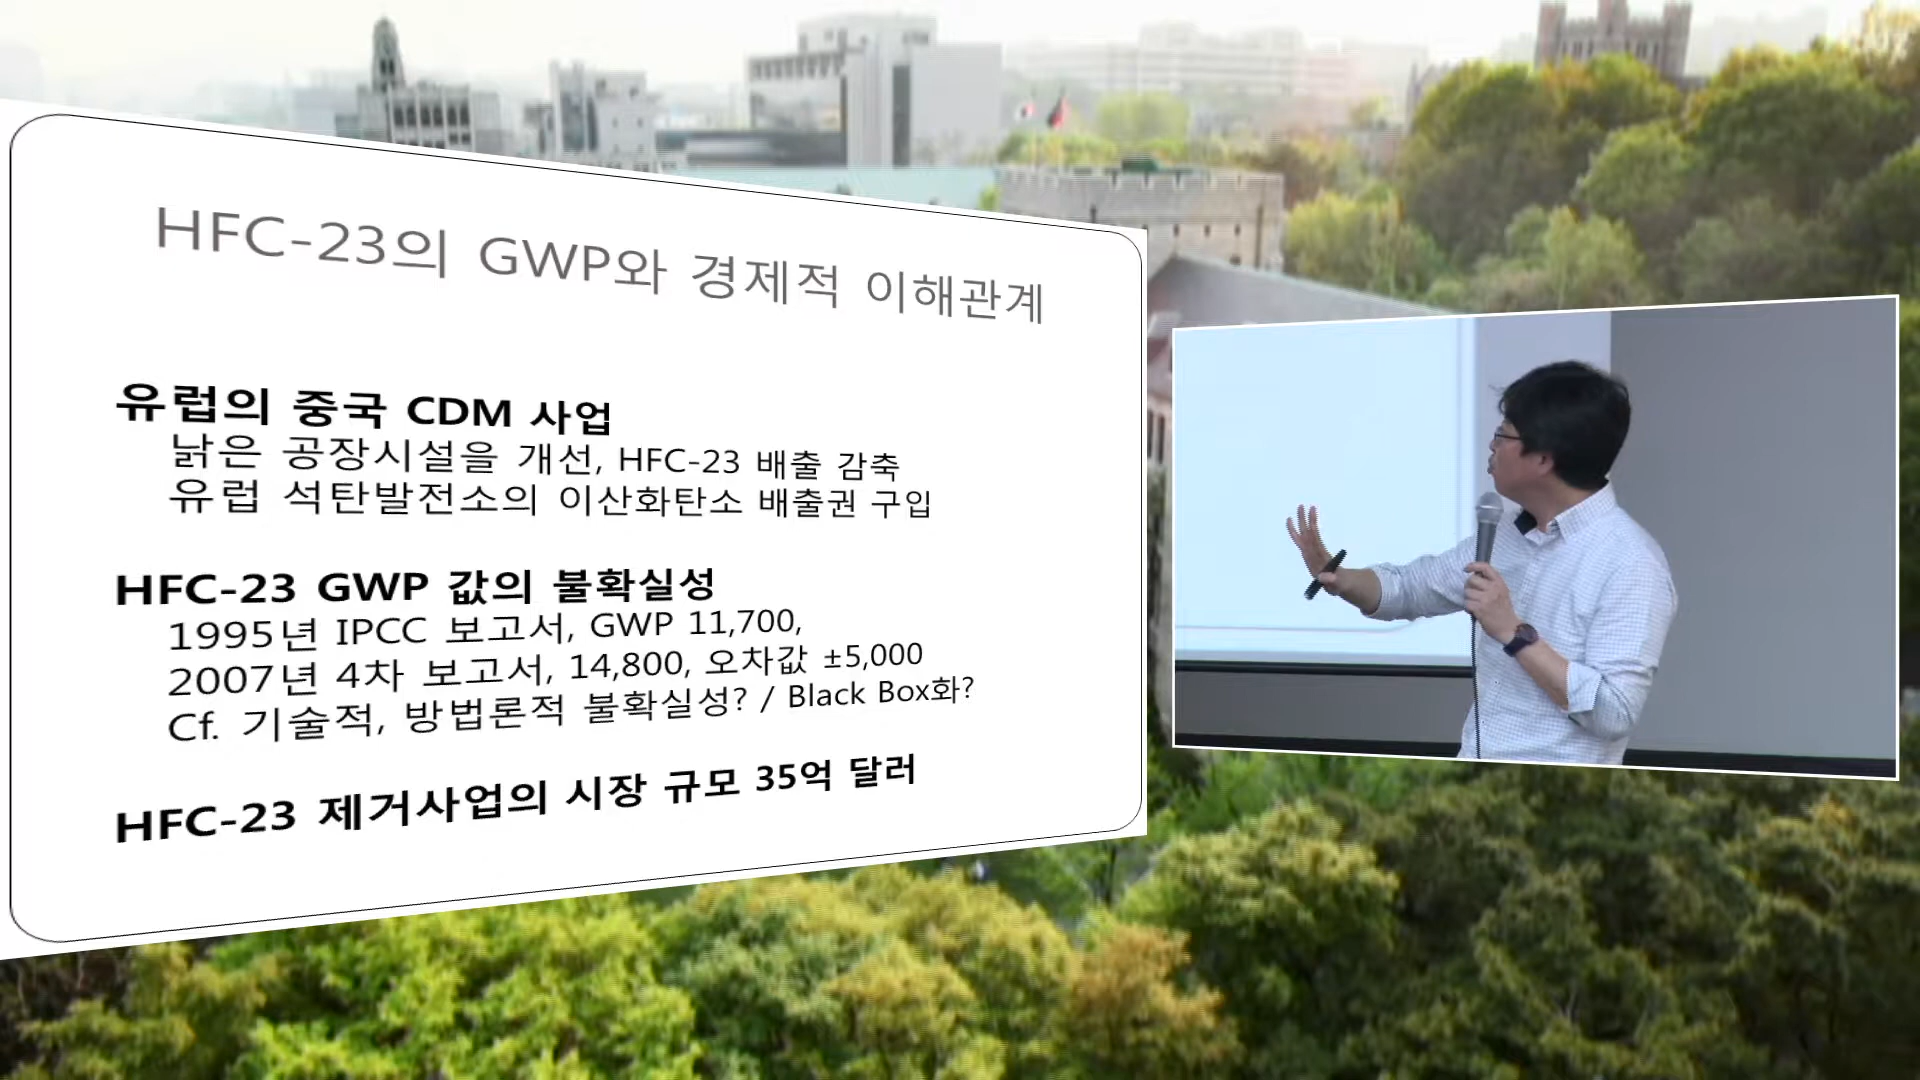 HFC-23의 GWP와 경제적 이해관계
유럽의 중국 CDM 사업
낡은 공장시설을 개선, HFC-23 배출 감축
유럽 석탄발전소의 이산화탄소 배출권 구입
HFC-23 GWP 값의 불확실성
1995년 IPCC 보고서, GWP 11,700,
2007년 4차 보고서, 14,800, 오차값 ±5,000
Cf. 기술적, 방법론적 불확실성? / Black Box화?
HFC-23 제거사업의 시장 규모 35억 달러